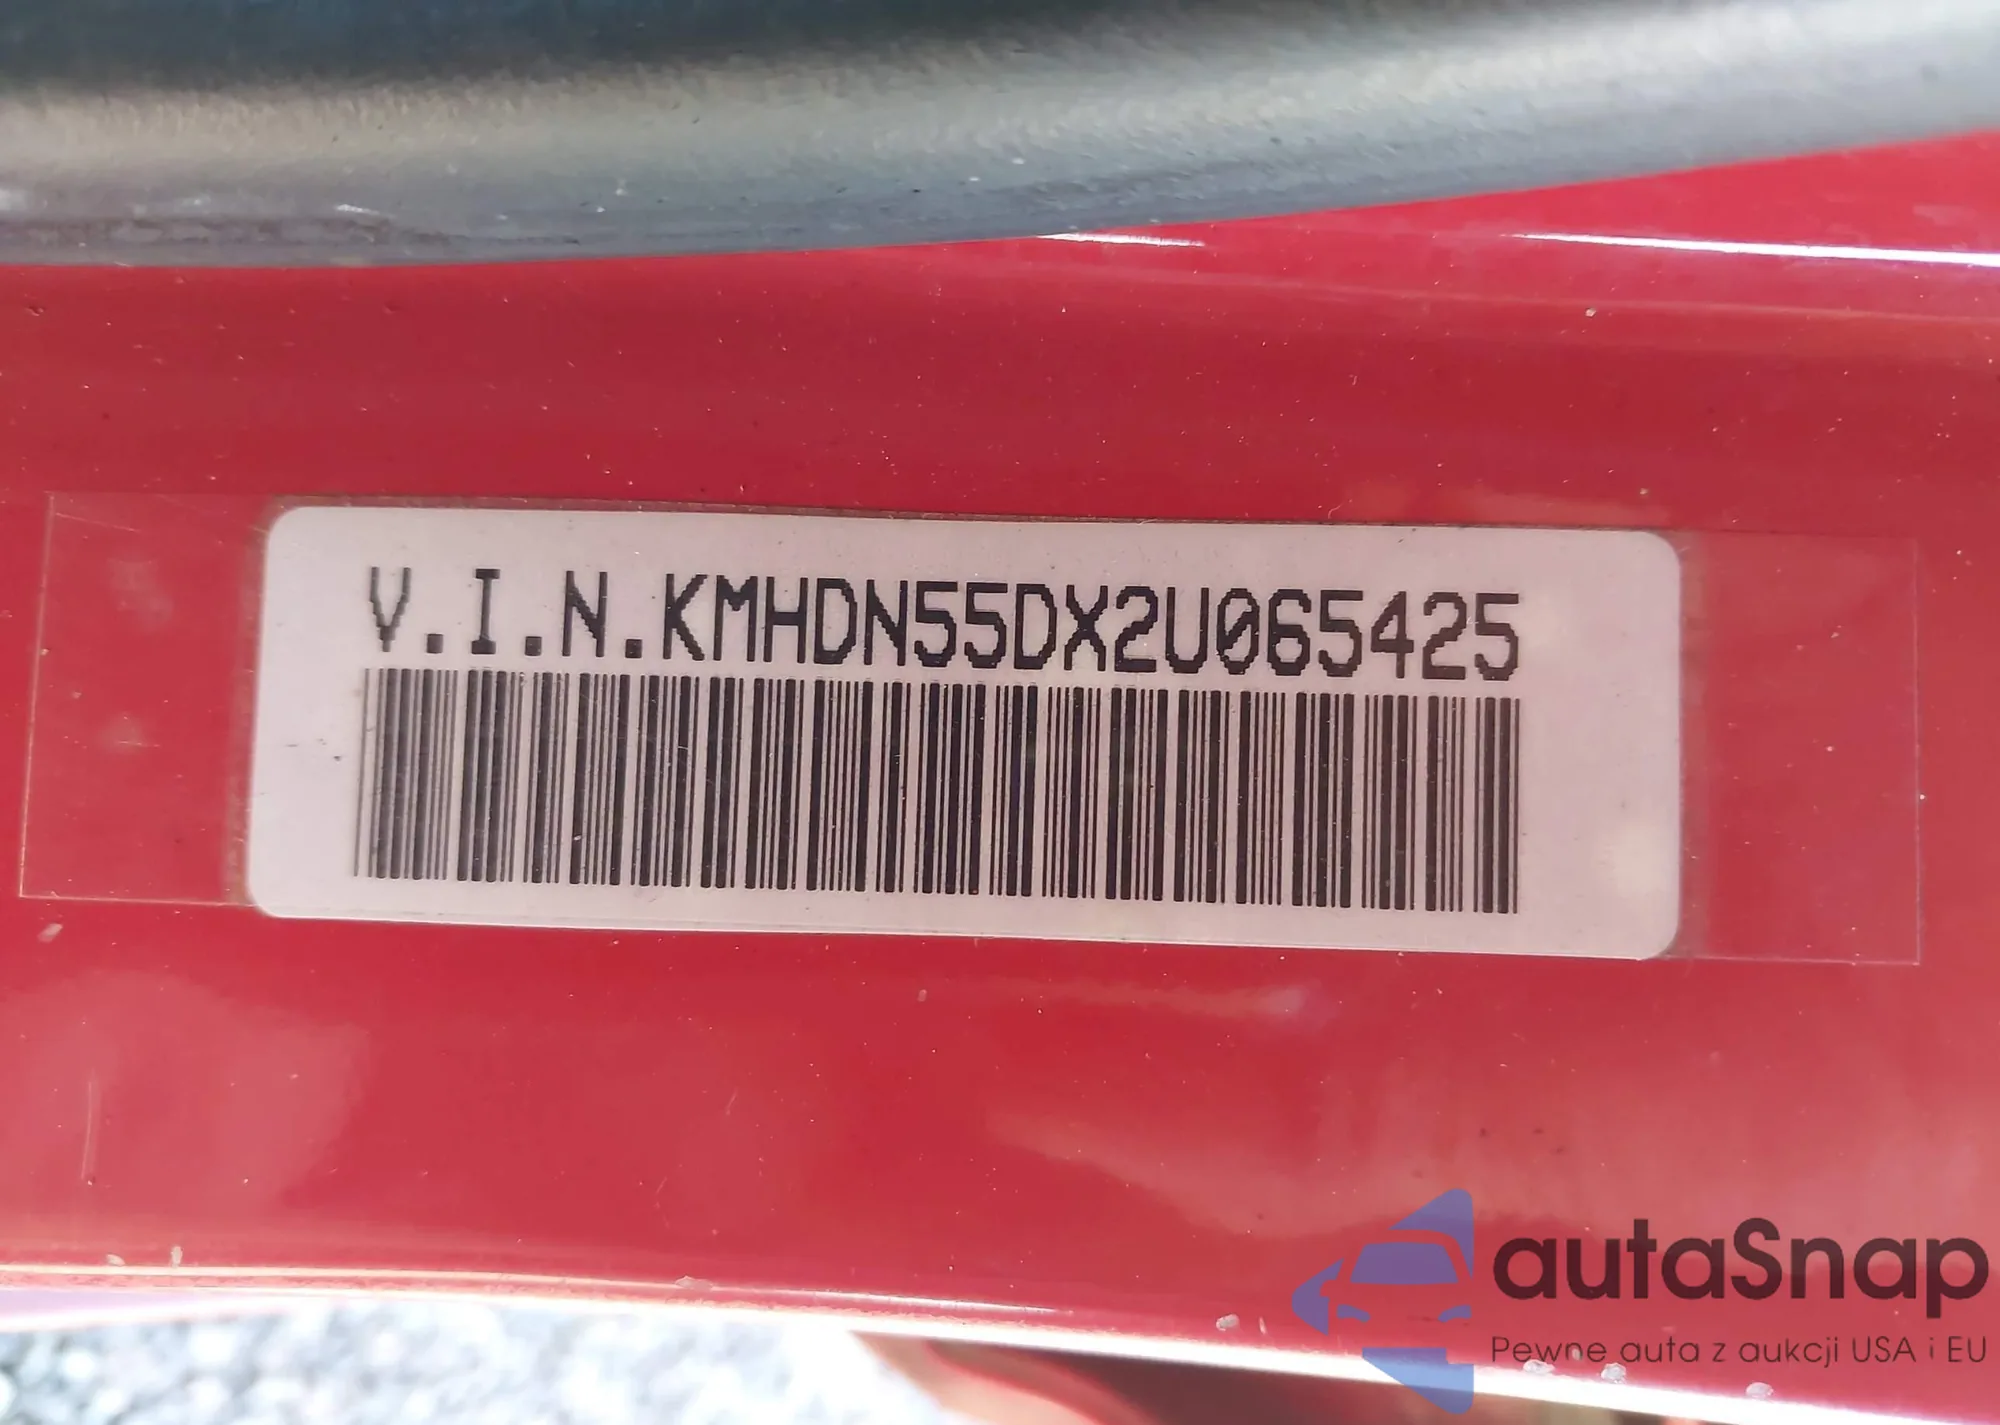 V.I.N.KMHDN55DX2U065425
autaSnap
Pewne auta z aukcji USA i EU